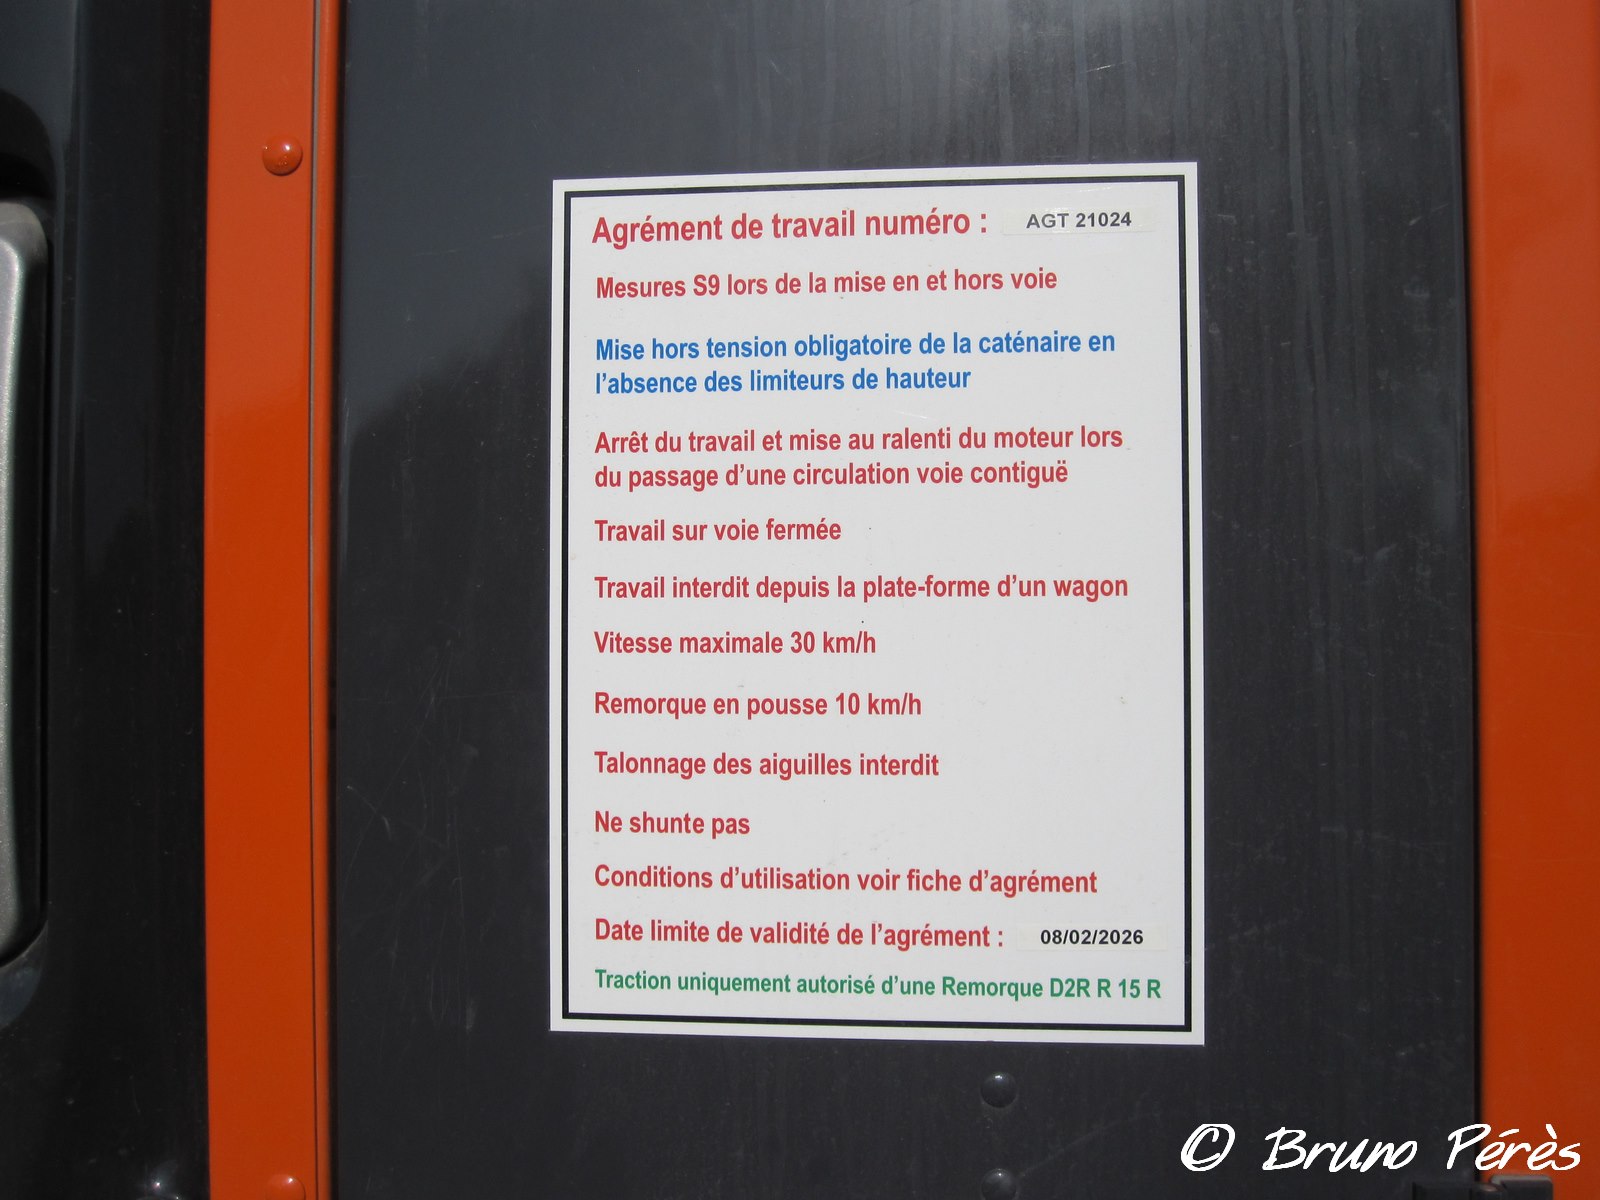 Agrément de travail numéro : AGT 21024
Mesures S9 lors de la mise en et hors voie
Mise hors tension obligatoire de la caténaire en
l'absence des limiteurs de hauteur
Arrêt du travail et mise au ralenti du moteur lors
du passage d'une circulation voie contiguë
Travail sur voie fermée
Travail interdit depuis la plate-forme d'un wagon
Vitesse maximale 30 km/h
Remorque en pousse 10 km/h
Talonnage des aiguilles interdit
Ne shunte pas
Conditions d'utilisation voir fiche d'agrément
Date limite de validité de l'agrément : 08/02/2026
Traction uniquement autorisé d'une Remorque D2R R 15 R
© Bruno Pérès